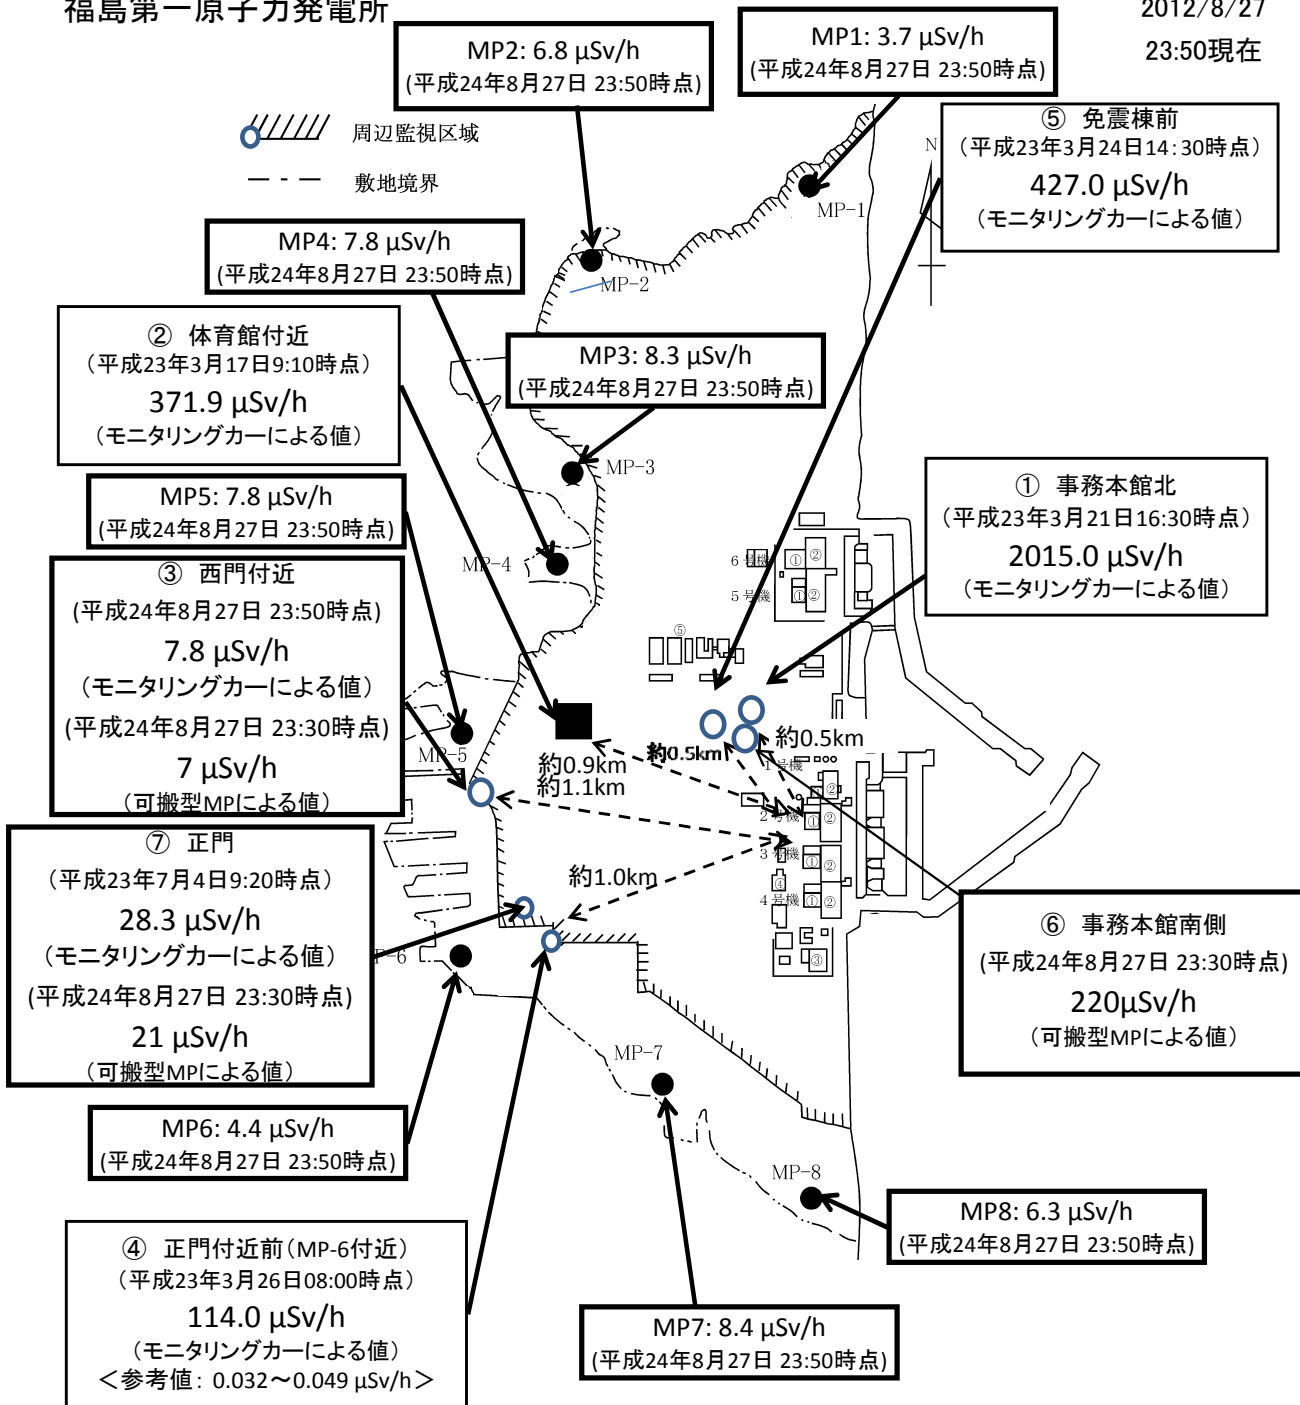 福島第一原子力発電所
2012/8/27
23:50現在
MP2: 6.8 μSv/h
(平成24年8月27日 23:50時点)
MP1: 3.7 μSv/h
(平成24年8月27日 23:50時点)
周辺監視区域
敷地境界
⑤ 免震棟前
(平成23年3月24日14:30時点)
427.0 μSv/h
(モニタリングカーによる値)
N
MP-1
MP4: 7.8 μSv/h
(平成24年8月27日 23:50時点)
MP-2
② 体育館付近
(平成23年3月17日9:10時点)
371.9 μSv/h
(モニタリングカーによる値)
MP3: 8.3 μSv/h
(平成24年8月27日 23:50時点)
MP-3
MP5: 7.8 μSv/h
(平成24年8月27日 23:50時点)
① 事務本館北
(平成23年3月21日16:30時点)
2015.0 μSv/h
(モニタリングカーによる値)
MP-4
6号機
① ②
5号機
① ②
③ 西門付近
(平成24年8月27日 23:50時点)
7.8 μSv/h
(モニタリングカーによる値)
(平成24年8月27日 23:30時点)
7 μSv/h
(可搬型MPによる値)
⑤
MP-5
約0.9km
約1.1km
約0.5km
約0.5km
1号機
②
2号機
① ②
3号機
① ②
④
4号機
① ②
③
約1.0km
⑦ 正門
(平成23年7月4日9:20時点)
28.3 μSv/h
(モニタリングカーによる値)
(平成24年8月27日 23:30時点)
21 μSv/h
(可搬型MPによる値)
P-6
⑥ 事務本館南側
(平成24年8月27日 23:30時点)
220μSv/h
(可搬型MPによる値)
MP-7
MP6: 4.4 μSv/h
(平成24年8月27日 23:50時点)
MP-8
MP8: 6.3 μSv/h
(平成24年8月27日 23:50時点)
④ 正門付近前(MP-6付近)
(平成23年3月26日08:00時点)
114.0 μSv/h
(モニタリングカーによる値)
<参考値: 0.032~0.049 μSv/h>
MP7: 8.4 μSv/h
(平成24年8月27日 23:50時点)